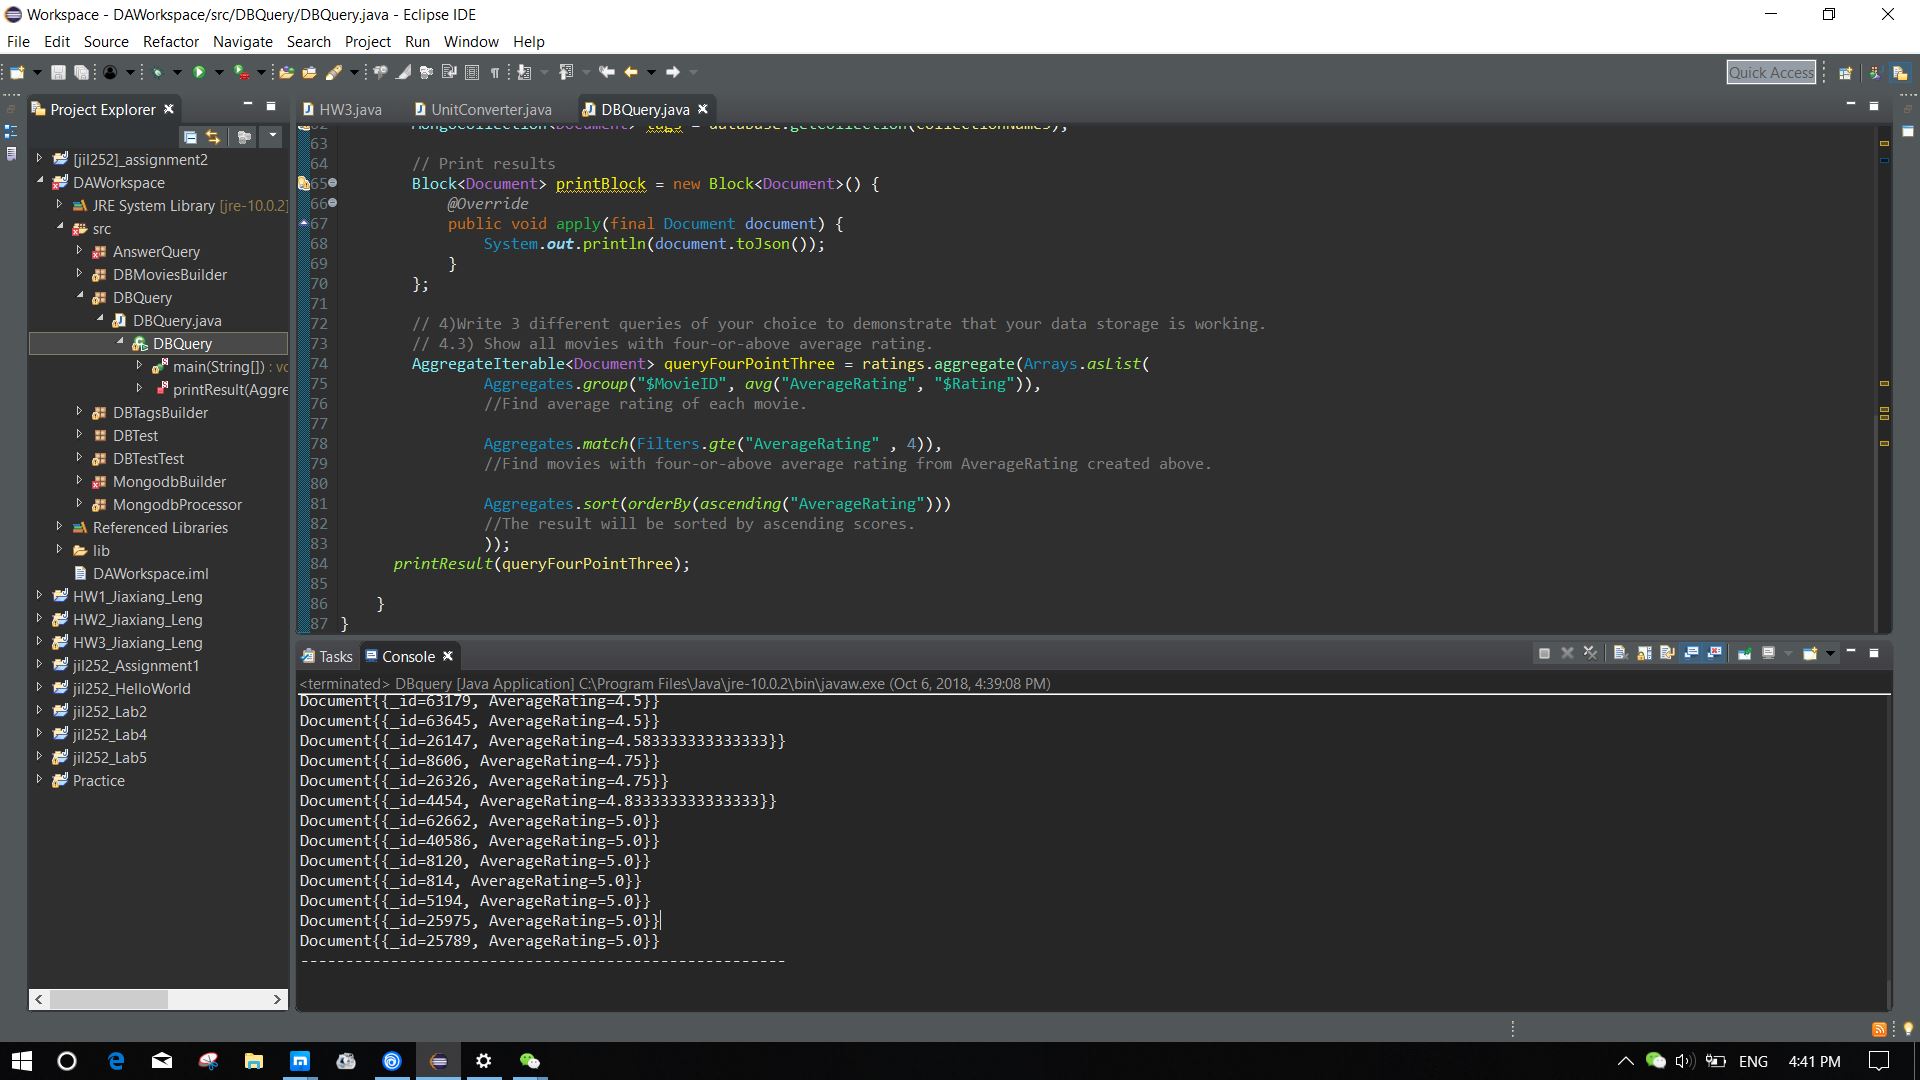 Workspace - DAWorkspace/src/DBQuery/DBQuery.java - Eclipse IDE
File Edit Source Refactor Navigate Search Project Run Window Help
Quick Access
Project Explorer
[jil252]_assignment2
DAWorkspace
JRE System Library [jre-10.0.2]
src
AnswerQuery
DBMoviesBuilder
DBQuery
DBQuery.java
DBQuery
main(String[]) : vo
printResult(Aggre
DBTagsBuilder
DBTest
DBTestTest
MongodbBuilder
MongodbProcessor
Referenced Libraries
lib
DAWorkspace.iml
HW1_Jiaxiang_Leng
HW2_Jiaxiang_Leng
HW3_Jiaxiang_Leng
jil252_Assignment1
jil252_HelloWorld
jil252_Lab2
jil252_Lab4
jil252_Lab5
Practice
HW3.java UnitConverter.java DBQuery.java
62 MongoCollection<Document> tags = database.getCollection(collectionName3);
63
64 // Print results
65 Block<Document> printBlock = new Block<Document>() {
66 @Override
67 public void apply(final Document document) {
68 System.out.println(document.toJson());
69 }
70 };
71
72 // 4)Write 3 different queries of your choice to demonstrate that your data storage is working.
73 // 4.3) Show all movies with four-or-above average rating.
74 AggregateIterable<Document> queryFourPointThree = ratings.aggregate(Arrays.asList(
75 Aggregates.group("$MovieID", avg("AverageRating", "$Rating")),
76 //Find average rating of each movie.
77
78 Aggregates.match(Filters.gte("AverageRating" , 4)),
79 //Find movies with four-or-above average rating from AverageRating created above.
80
81 Aggregates.sort(orderBy(ascending("AverageRating")))
82 //The result will be sorted by ascending scores.
83 ));
84 printResult(queryFourPointThree);
85
86 }
87 }
Tasks Console
<terminated> DBquery [Java Application] C:\Program Files\Java\jre-10.0.2\bin\javaw.exe (Oct 6, 2018, 4:39:08 PM)
Document{{_id=63179, AverageRating=4.5}}
Document{{_id=63645, AverageRating=4.5}}
Document{{_id=26147, AverageRating=4.583333333333333}}
Document{{_id=8606, AverageRating=4.75}}
Document{{_id=26326, AverageRating=4.75}}
Document{{_id=4454, AverageRating=4.833333333333333}}
Document{{_id=62662, AverageRating=5.0}}
Document{{_id=40586, AverageRating=5.0}}
Document{{_id=8120, AverageRating=5.0}}
Document{{_id=814, AverageRating=5.0}}
Document{{_id=5194, AverageRating=5.0}}
Document{{_id=25975, AverageRating=5.0}}
Document{{_id=25789, AverageRating=5.0}}
------------------------------------------------------
ENG 4:41 PM